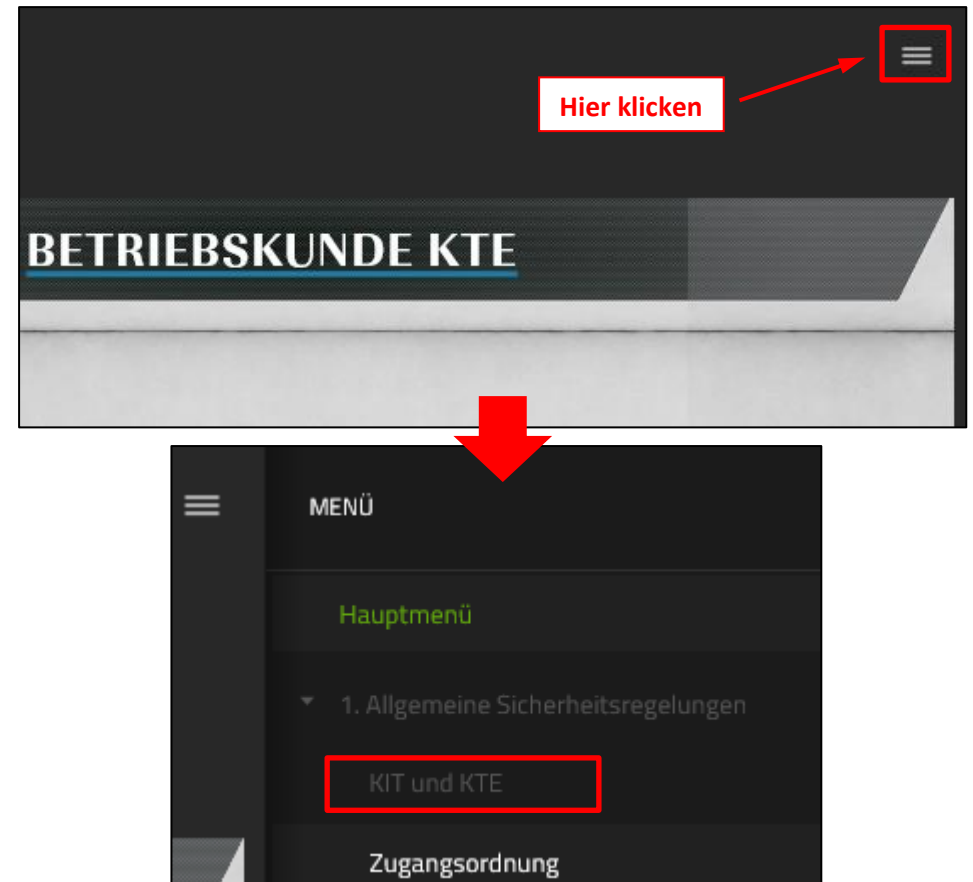 Hier klicken
BETRIEBSKUNDE KTE
MENÜ
Hauptmenü
1. Allgemeine Sicherheitsregelungen
KIT und KTE
Zugangsordnung